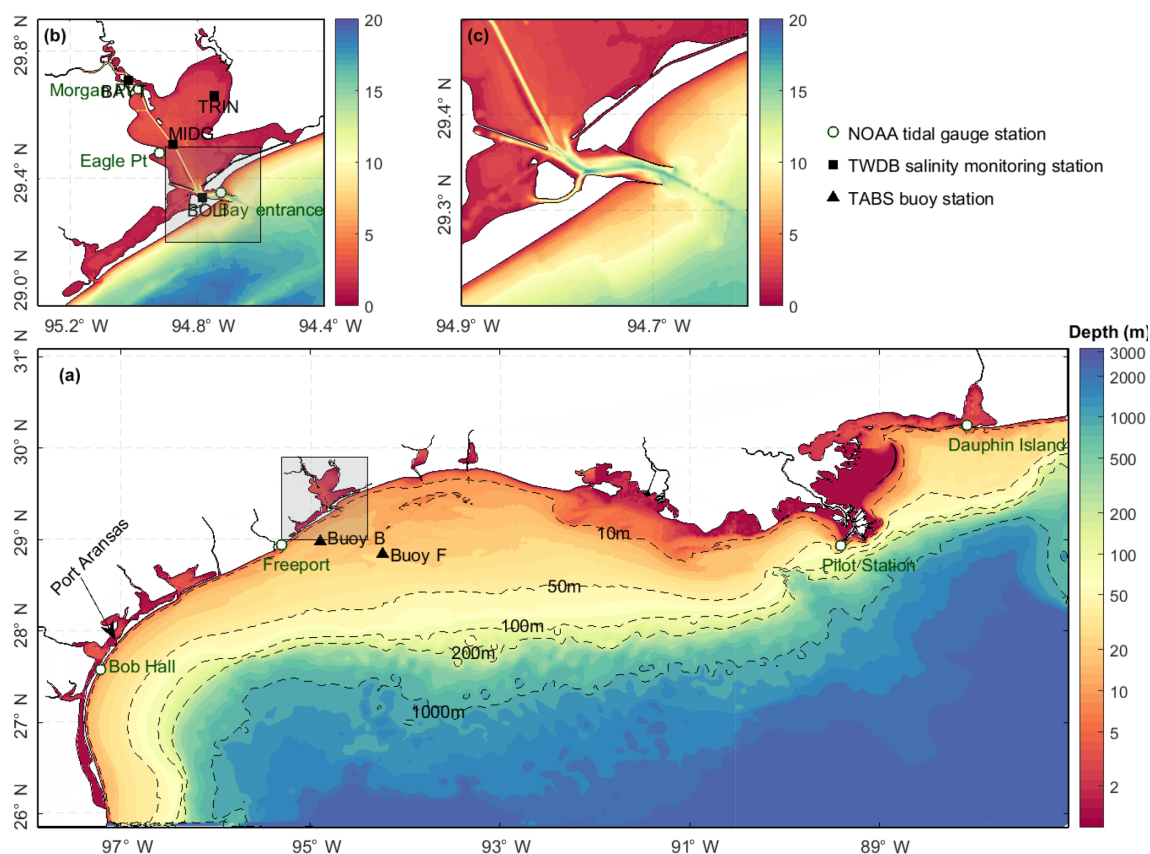 (b)
29.8° N
29.4° N
29.0° N
95.2° W
94.8° W
94.4° W
Morgan
BAYT
TRIN
MIDG
Eagle Pt
BOLI
Bay entrance
20
15
10
5
0
(c)
29.4° N
29.3° N
94.9° W
94.7° W
20
15
10
5
0
NOAA tidal gauge station
TWDB salinity monitoring station
TABS buoy station
Depth (m)
3000
2000
1000
500
200
100
50
20
10
5
2
(a)
31° N
30° N
29° N
28° N
27° N
26° N
97° W
95° W
93° W
91° W
89° W
Dauphin Island
Pilot Station
Buoy B
Buoy F
Freeport
Port Aransas
Bob Hall
10m
50m
100m
200m
1000m